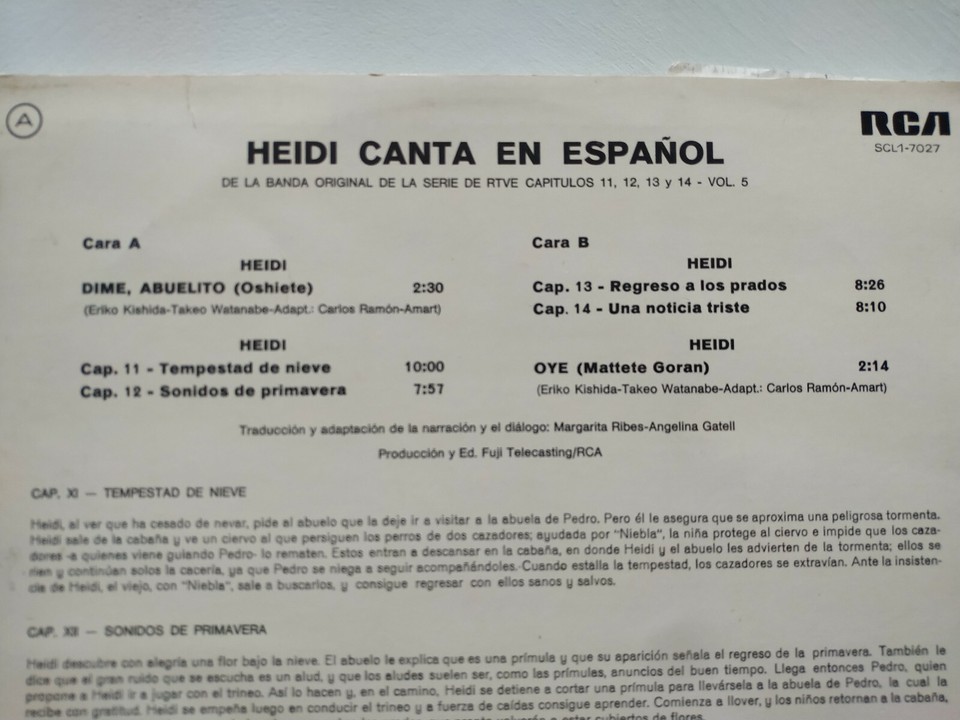 A
RCA
SCL1-7027
HEIDI CANTA EN ESPAÑOL
DE LA BANDA ORIGINAL DE LA SERIE DE RTVE CAPITULOS 11, 12, 13 y 14 - VOL. 5
Cara A
HEIDI
DIME, ABUELITO (Oshiete) 2:30
(Eriko Kishida-Takeo Watanabe-Adapt.: Carlos Ramón-Amart)
HEIDI
Cap. 11 - Tempestad de nieve 10:00
Cap. 12 - Sonidos de primavera 7:57
Cara B
HEIDI
Cap. 13 - Regreso a los prados 8:26
Cap. 14 - Una noticia triste 8:10
HEIDI
OYE (Mattete Goran) 2:14
(Eriko Kishida-Takeo Watanabe-Adapt.: Carlos Ramón-Amart)
Traducción y adaptación de la narración y el diálogo: Margarita Ribes-Angelina Gatell
Producción y Ed. Fuji Telecasting/RCA
CAP. XI — TEMPESTAD DE NIEVE
Heidi, al ver que ha cesado de nevar, pide al abuelo que la deje ir a visitar a la abuela de Pedro. Pero él le asegura que se aproxima una peligrosa tormenta.
Heidi sale de la cabaña y ve un ciervo al que persiguen los perros de dos cazadores; ayudada por "Niebla", la niña protege al ciervo e impide que los caza-
dores -a quienes viene guiando Pedro- lo rematen. Estos entran a descansar en la cabaña, en donde Heidi y el abuelo les advierten de la tormenta; ellos se
ríen y continúan solos la cacería, ya que Pedro se niega a seguir acompañándoles. Cuando estalla la tempestad, los cazadores se extravían. Ante la insisten-
cia de Heidi, el viejo, con "Niebla", sale a buscarlos, y consigue regresar con ellos sanos y salvos.
CAP. XII — SONIDOS DE PRIMAVERA
Heidi descubre con alegría una flor bajo la nieve. El abuelo le explica que es una prímula y que su aparición señala al regreso de la primavera. También le
dice que el gran ruido que se escucha es un alud, y que los aludes suelen ser, como las prímulas, anuncios del buen tiempo. Llega entonces Pedro, quien
propone a Heidi ir a jugar con el trineo. Así lo hacen y, en el camino, Heidi se detiene a cortar una prímula para llevársela a la abuela de Pedro, la cual la
recibe con gratitud. Heidi se empeña luego en conducir el trineo y a fuerza de caídas consigue aprender. Comienza a llover, y los niños retornan a la cabaña,
cubiertos de flores.